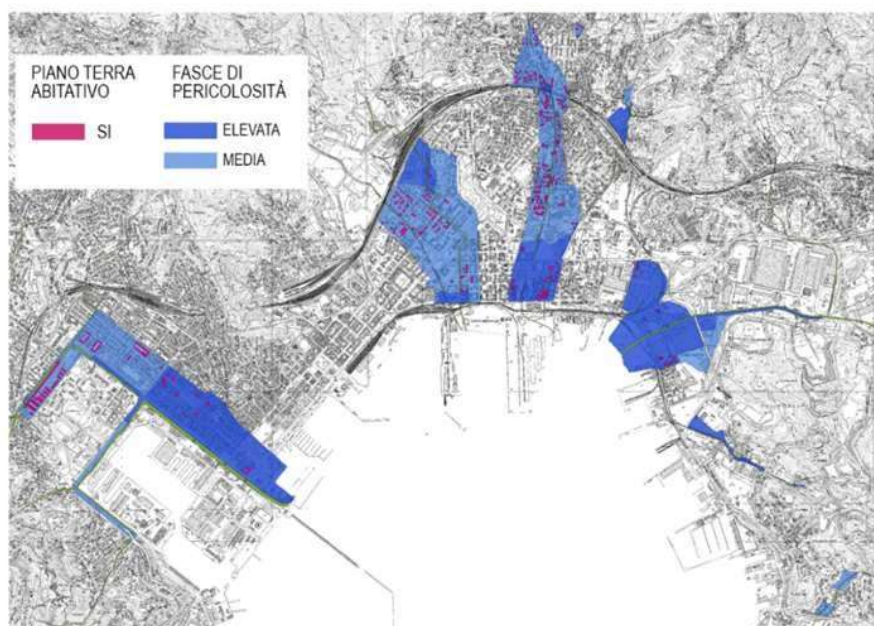 PIANO TERRA
ABITATIVO
SI
FASCE DI
PERICOLOSITÀ
ELEVATA
MEDIA